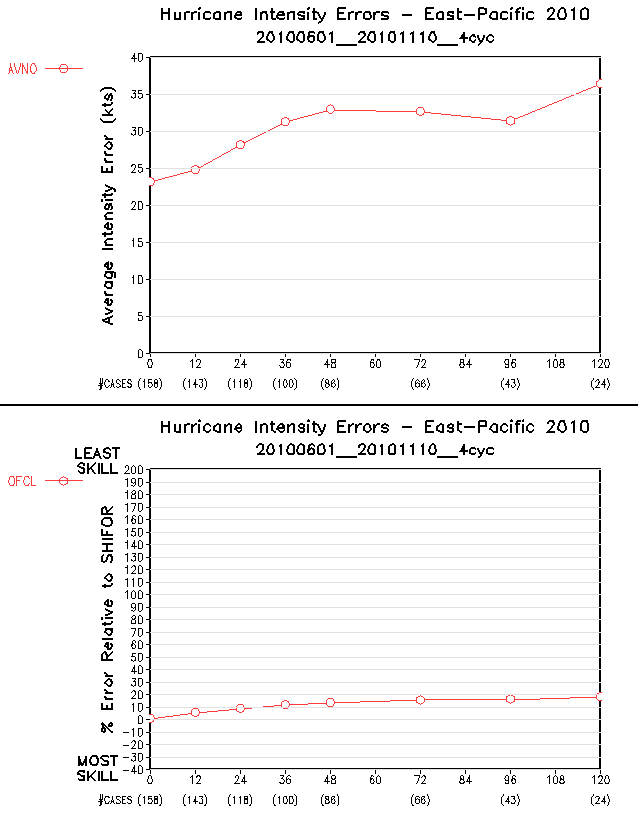 Hurricane Intensity Errors - East-Pacific 2010
20100601__20101110__4cyc
AVNO
Average Intensity Error (kts)
40
35
30
25
20
15
10
5
0
0 12 24 36 48 60 72 84 96 108 120
#CASES (158) (143) (118) (100) (86) (66) (43) (24)
Hurricane Intensity Errors - East-Pacific 2010
20100601__20101110__4cyc
LEAST
SKILL
OFCL
% Error Relative to SHIFOR
200
190
180
170
160
150
140
130
120
110
100
90
80
70
60
50
40
30
20
10
0
-10
-20
-30
-40
MOST
SKILL
0 12 24 36 48 60 72 84 96 108 120
#CASES (158) (143) (118) (100) (86) (66) (43) (24)